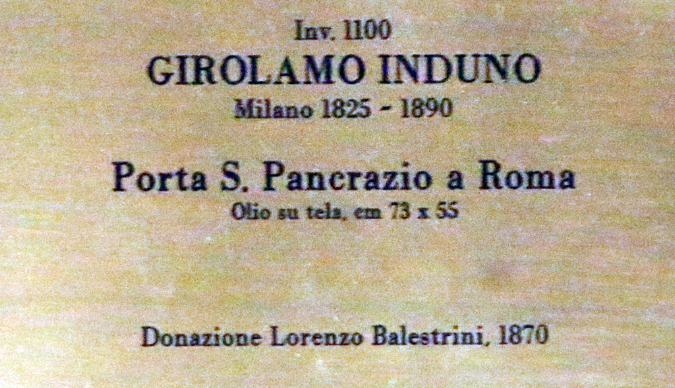 Inv. 1100
GIROLAMO INDUNO
Milano 1825 - 1890
Porta S. Pancrazio a Roma
Olio su tela, cm 73 x 55
Donazione Lorenzo Balestrini, 1870